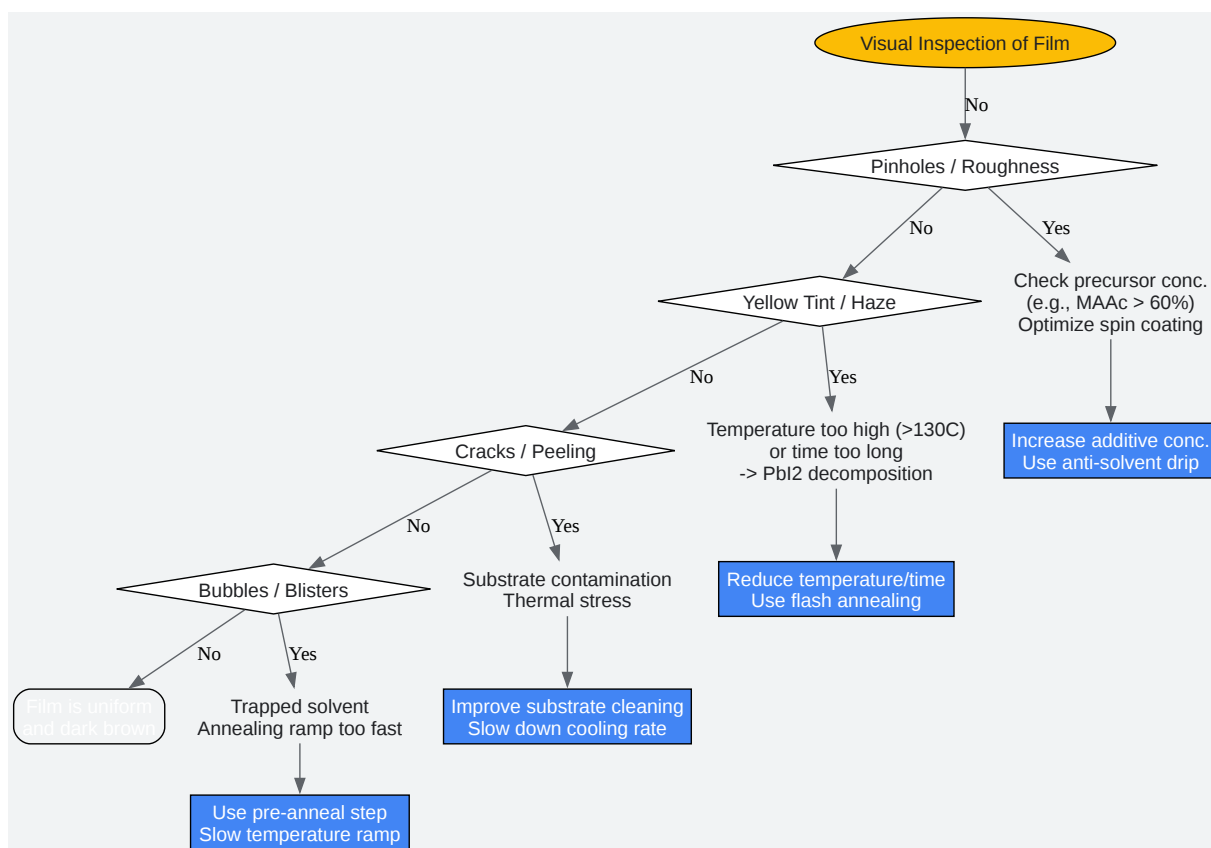 Visual Inspection of Film
No
Pinholes / Roughness
No
Yes
Yellow Tint / Haze
Check precursor conc.
(e.g., MAAc > 60%)
Optimize spin coating
No
Yes
Cracks / Peeling
Temperature too high (>130C)
or time too long
-> PbI2 decomposition
Increase additive conc.
Use anti-solvent drip
No
Yes
Bubbles / Blisters
Substrate contamination
Thermal stress
Reduce temperature/time
Use flash annealing
No
Yes
Film is uniform
and dark brown
Trapped solvent
Annealing ramp too fast
Improve substrate cleaning
Slow down cooling rate
Use pre-anneal step
Slow temperature ramp